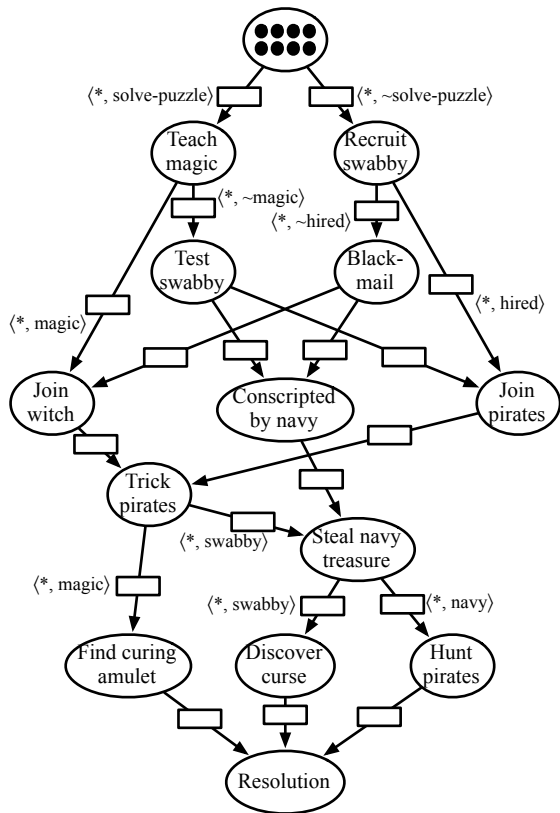 ⟨*, solve-puzzle⟩
⟨*, ~solve-puzzle⟩
Teach
magic
Recruit
swabby
⟨*, ~magic⟩
⟨*, ~hired⟩
Test
swabby
Black-
mail
⟨*, magic⟩
⟨*, hired⟩
Join
witch
Conscripted
by navy
Join
pirates
Trick
pirates
⟨*, swabby⟩
Steal navy
treasure
⟨*, magic⟩
⟨*, swabby⟩
⟨*, navy⟩
Find curing
amulet
Discover
curse
Hunt
pirates
Resolution